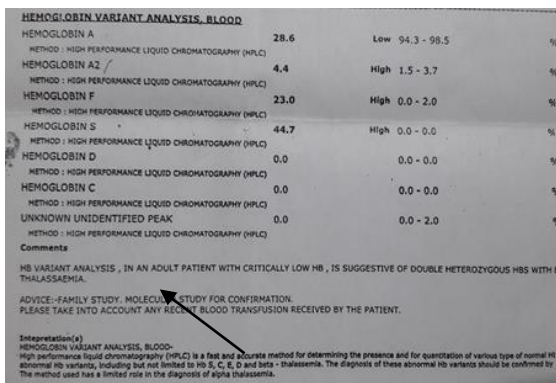 HEMOGLOBIN VARIANT ANALYSIS, BLOOD
HEMOGLOBIN A 28.6 Low 94.3 - 98.5 %
METHOD : HIGH PERFORMANCE LIQUID CHROMATOGRAPHY (HPLC)
HEMOGLOBIN A2 4.4 High 1.5 - 3.7 %
METHOD : HIGH PERFORMANCE LIQUID CHROMATOGRAPHY (HPLC)
HEMOGLOBIN F 23.0 High 0.0 - 2.0 %
METHOD : HIGH PERFORMANCE LIQUID CHROMATOGRAPHY (HPLC)
HEMOGLOBIN S 44.7 High 0.0 - 0.0 %
METHOD : HIGH PERFORMANCE LIQUID CHROMATOGRAPHY (HPLC)
HEMOGLOBIN D 0.0 0.0 - 0.0 %
METHOD : HIGH PERFORMANCE LIQUID CHROMATOGRAPHY (HPLC)
HEMOGLOBIN C 0.0 0.0 - 0.0 %
METHOD : HIGH PERFORMANCE LIQUID CHROMATOGRAPHY (HPLC)
UNKNOWN UNIDENTIFIED PEAK 0.0 0.0 - 2.0 %
METHOD : HIGH PERFORMANCE LIQUID CHROMATOGRAPHY (HPLC)
Comments
HB VARIANT ANALYSIS , IN AN ADULT PATIENT WITH CRITICALLY LOW HB , IS SUGGESTIVE OF DOUBLE HETEROZYGOUS HBS WITH
THALASSAEMIA.
ADVICE:-FAMILY STUDY. MOLECULAR STUDY FOR CONFIRMATION.
PLEASE TAKE INTO ACCOUNT ANY RECENT BLOOD TRANSFUSION RECEIVED BY THE PATIENT.
Intepretation(s)
HEMOGLOBIN VARIANT ANALYSIS, BLOOD-
High performance liquid chromatography (HPLC) is a fast and accurate method for determining the presence and for quantitation of various type of normal
abnormal Hb variants, including but not limited to Hb S, C, E, D and beta - thalassemia. The diagnosis of these abnormal Hb variants should be confirmed by
The method used has a limited role in the diagnosis of alpha thalassemia.